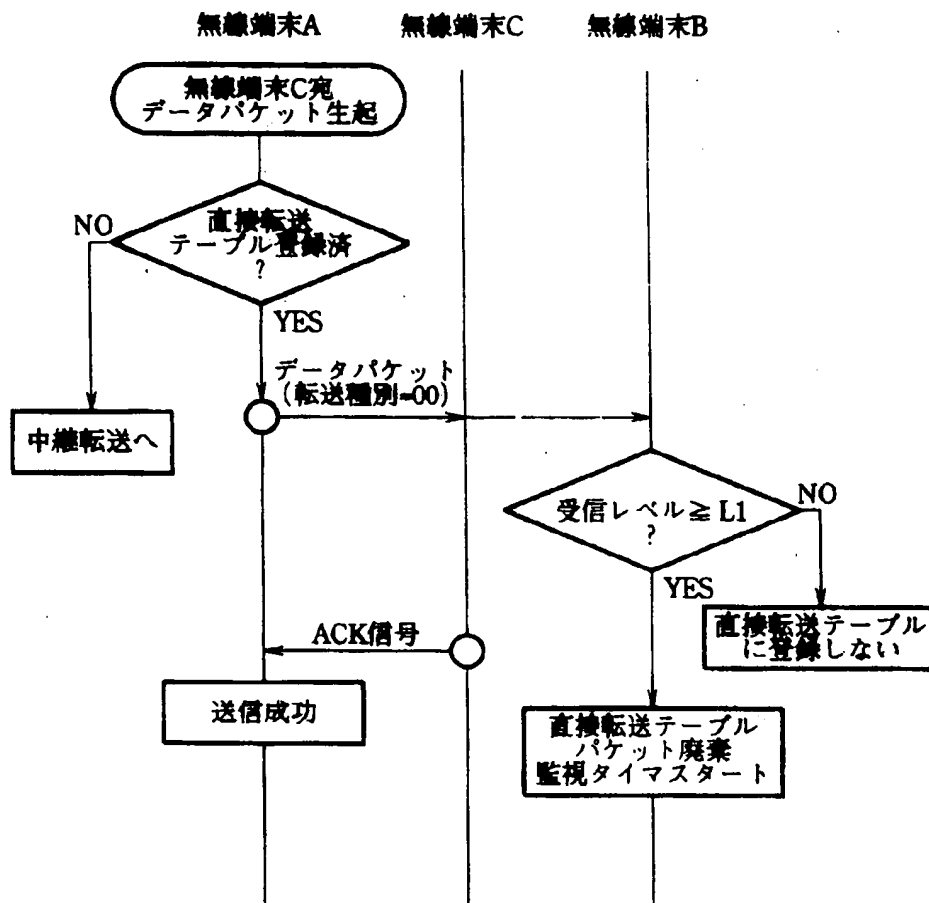 無線端末A
無線端末C
無線端末B
無線端末C宛
データパケット生起
直接転送
テーブル登録済
?
NO
YES
データパケット
(転送種別=00)
中継転送へ
受信レベル≧L1
?
NO
YES
直接転送テーブル
に登録しない
ACK信号
送信成功
直接転送テーブル
パケット廃棄
監視タイマスタート